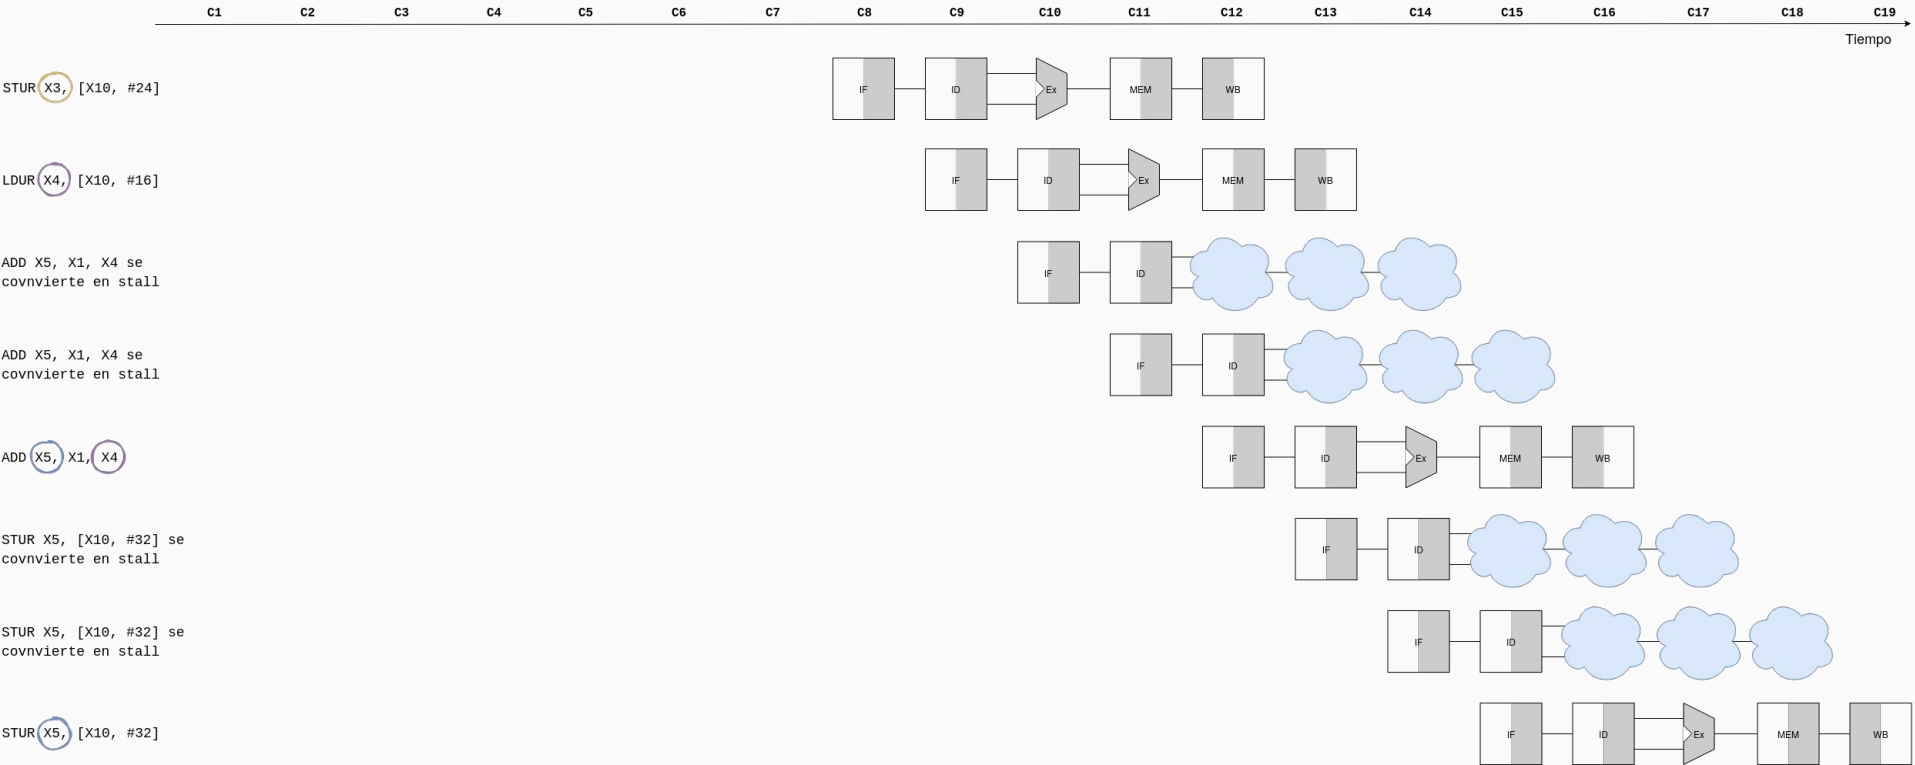 C1 C2 C3 C4 C5 C6 C7 C8 C9 C10 C11 C12 C13 C14 C15 C16 C17 C18 C19
Tiempo
STUR X3, [X10, #24]
IF ID Ex MEM WB
LDUR X4, [X10, #16]
IF ID Ex MEM WB
ADD X5, X1, X4 se
covnvierte en stall
IF ID
ADD X5, X1, X4 se
covnvierte en stall
IF ID
ADD X5, X1, X4
IF ID Ex MEM WB
STUR X5, [X10, #32] se
covnvierte en stall
IF ID
STUR X5, [X10, #32] se
covnvierte en stall
IF ID
STUR X5, [X10, #32]
IF ID Ex MEM WB